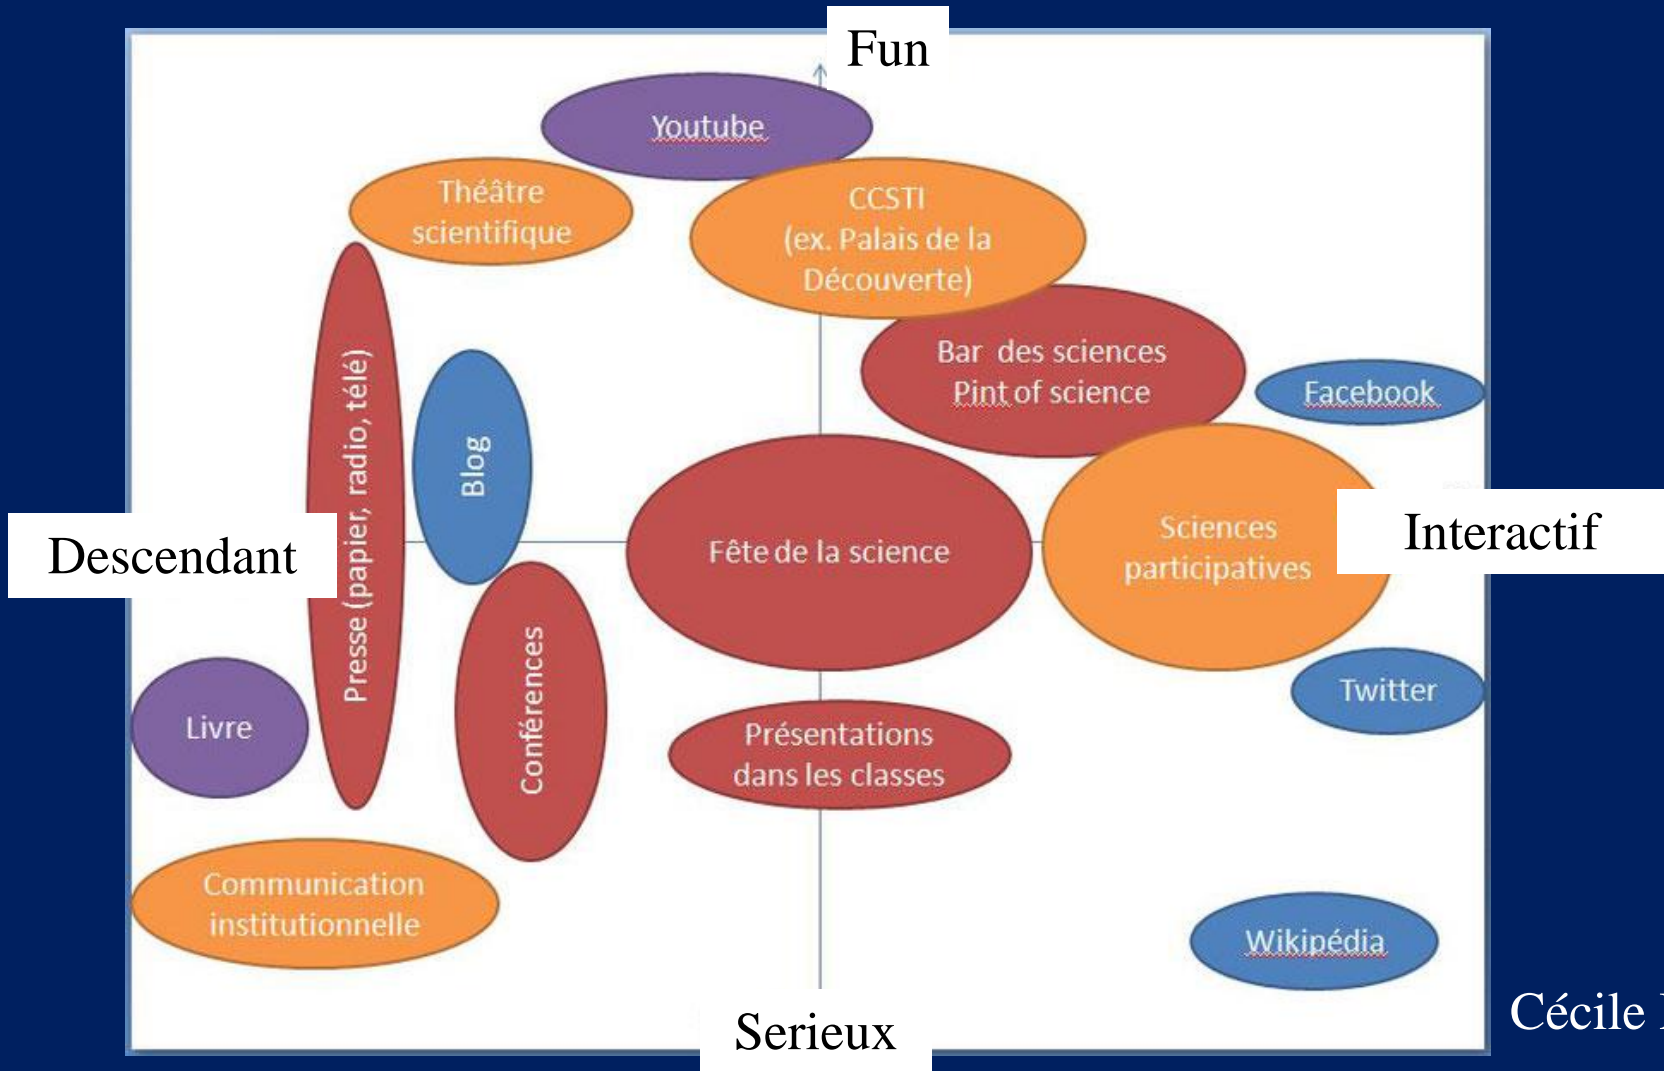 Fun
Youtube
Théâtre
scientifique
CCSTI
(ex. Palais de la
Découverte)
Bar des sciences
Pint of science
Facebook
Presse (papier, radio, télé)
Blog
Descendant
Fête de la science
Sciences
participatives
Interactif
Conférences
Livre
Twitter
Présentations
dans les classes
Communication
institutionnelle
Wikipédia
Cécile
Serieux